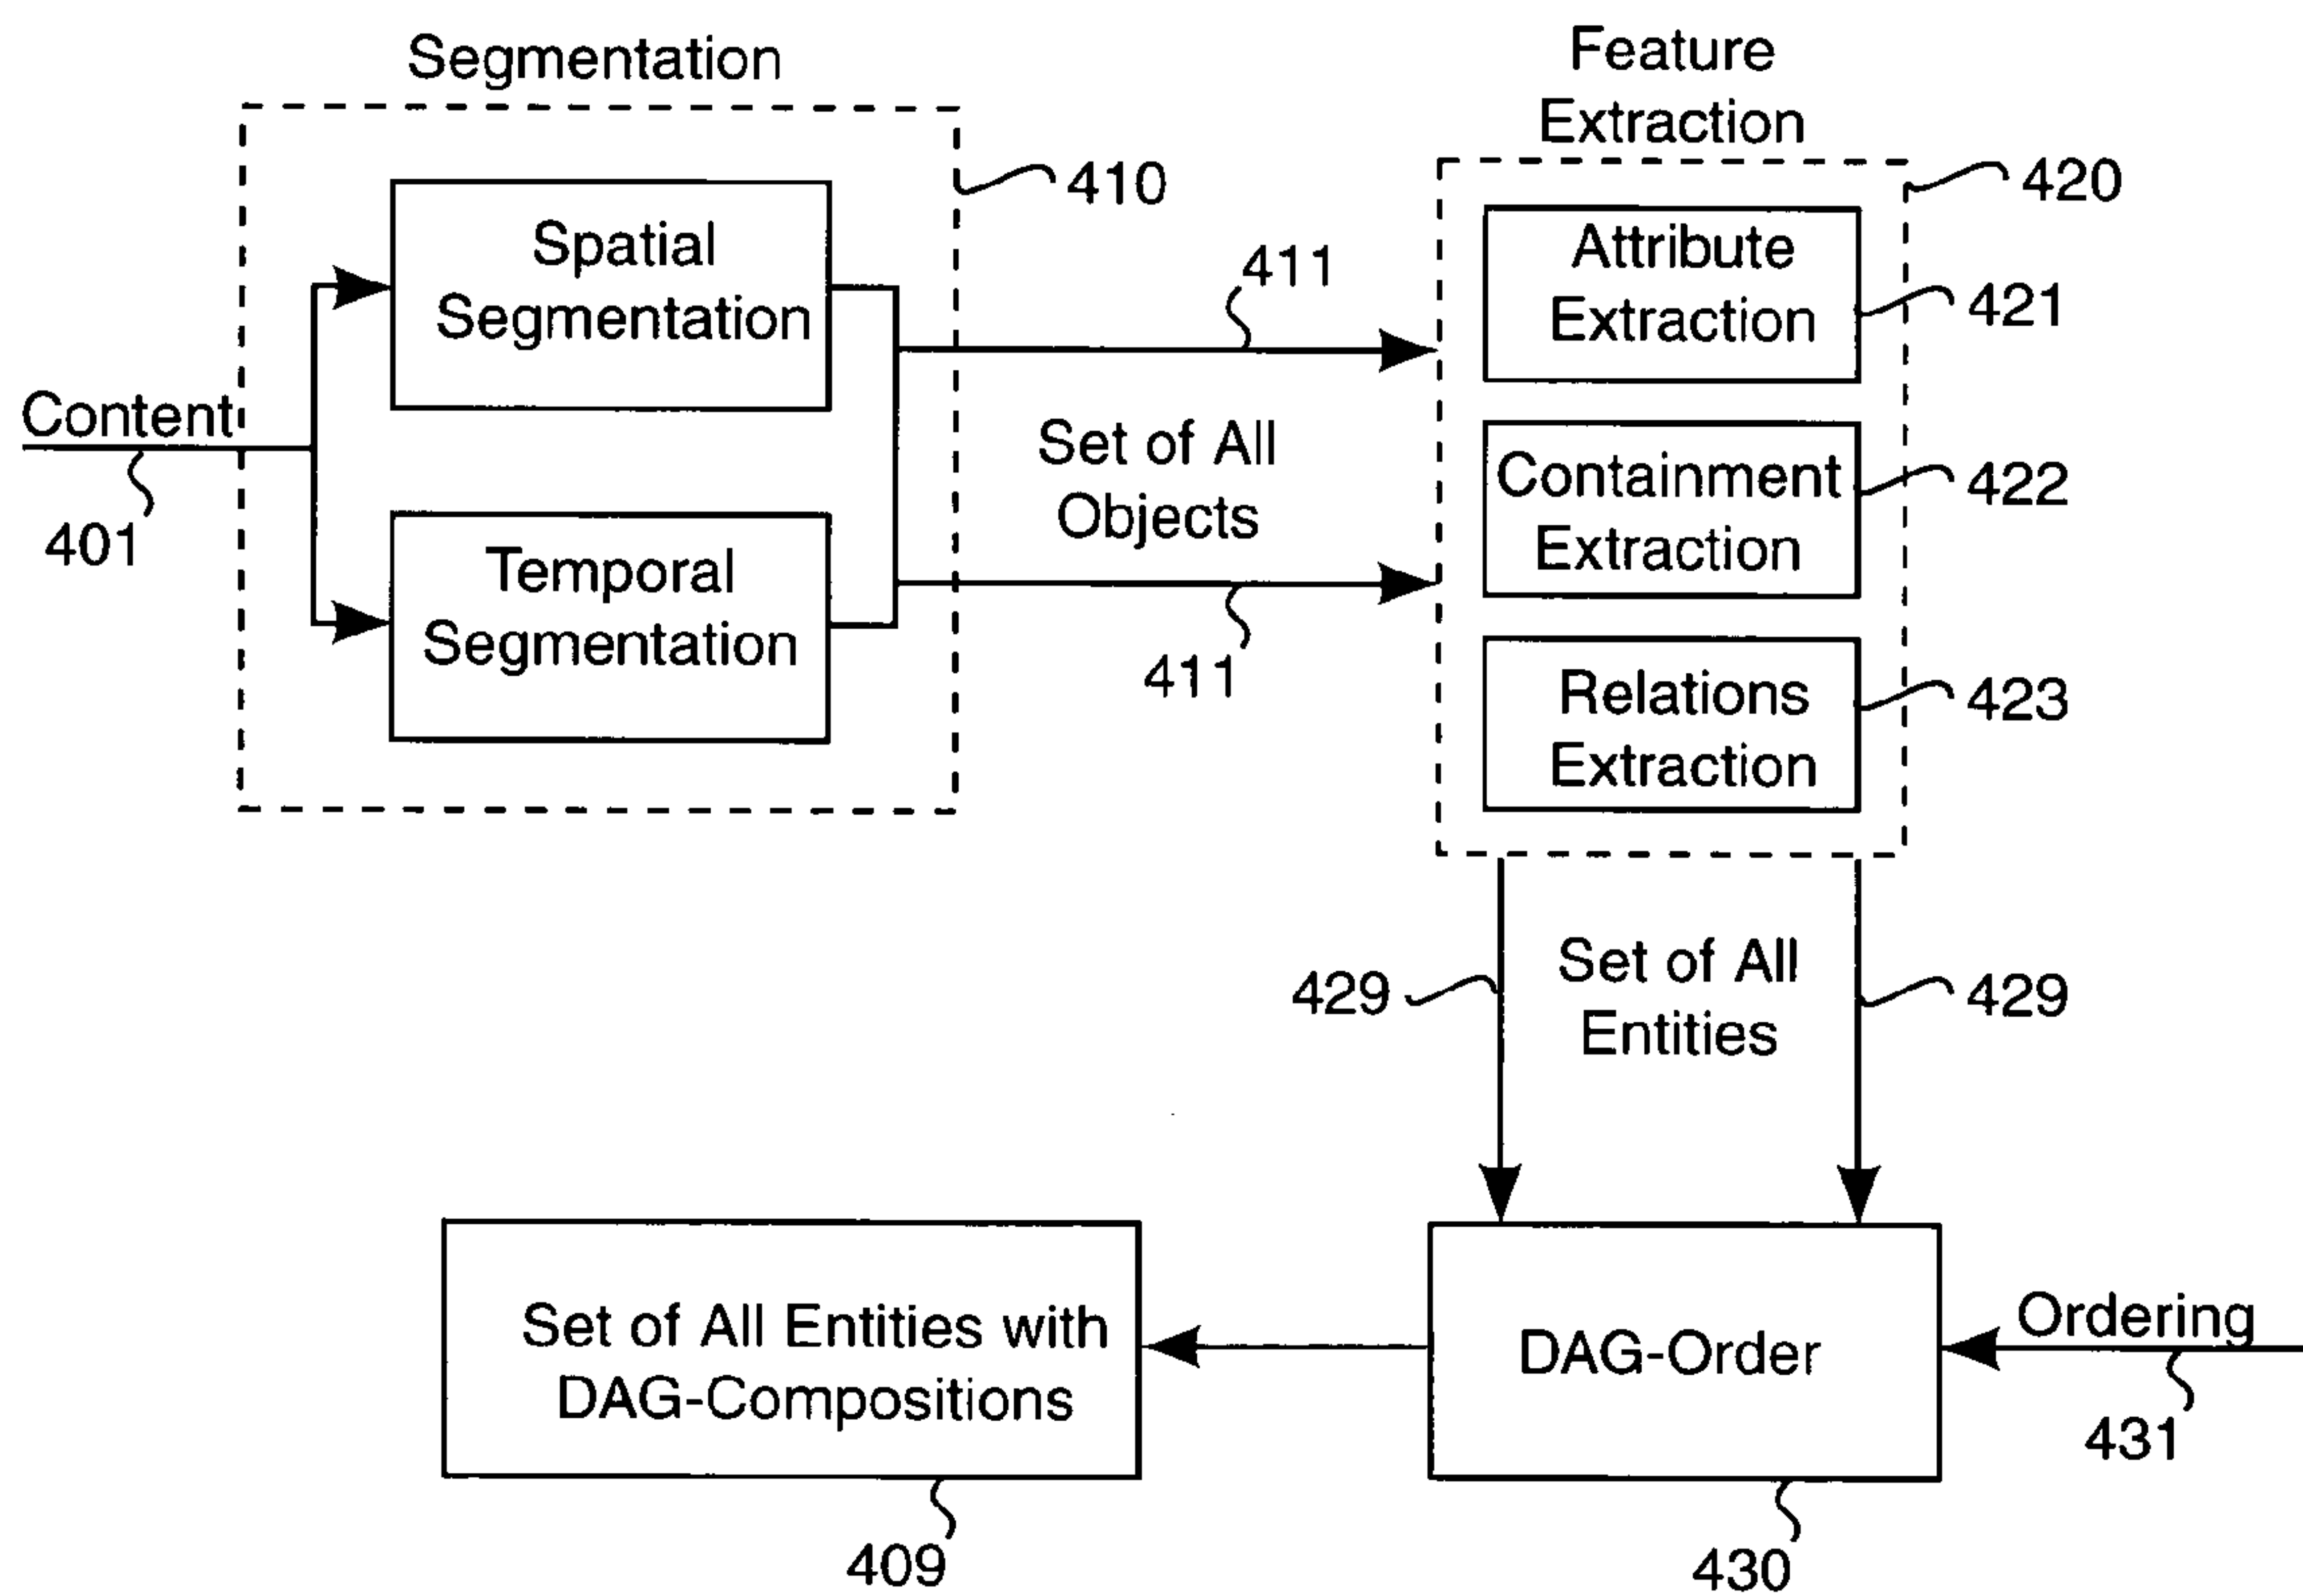 Segmentation
Feature
Extraction
410
420
Spatial
Segmentation
Attribute
Extraction
421
411
Content
401
Set of All
Objects
Containment
Extraction
422
Temporal
Segmentation
411
Relations
Extraction
423
429
Set of All
Entities
429
Set of All Entities with
DAG-Compositions
DAG-Order
Ordering
431
409
430